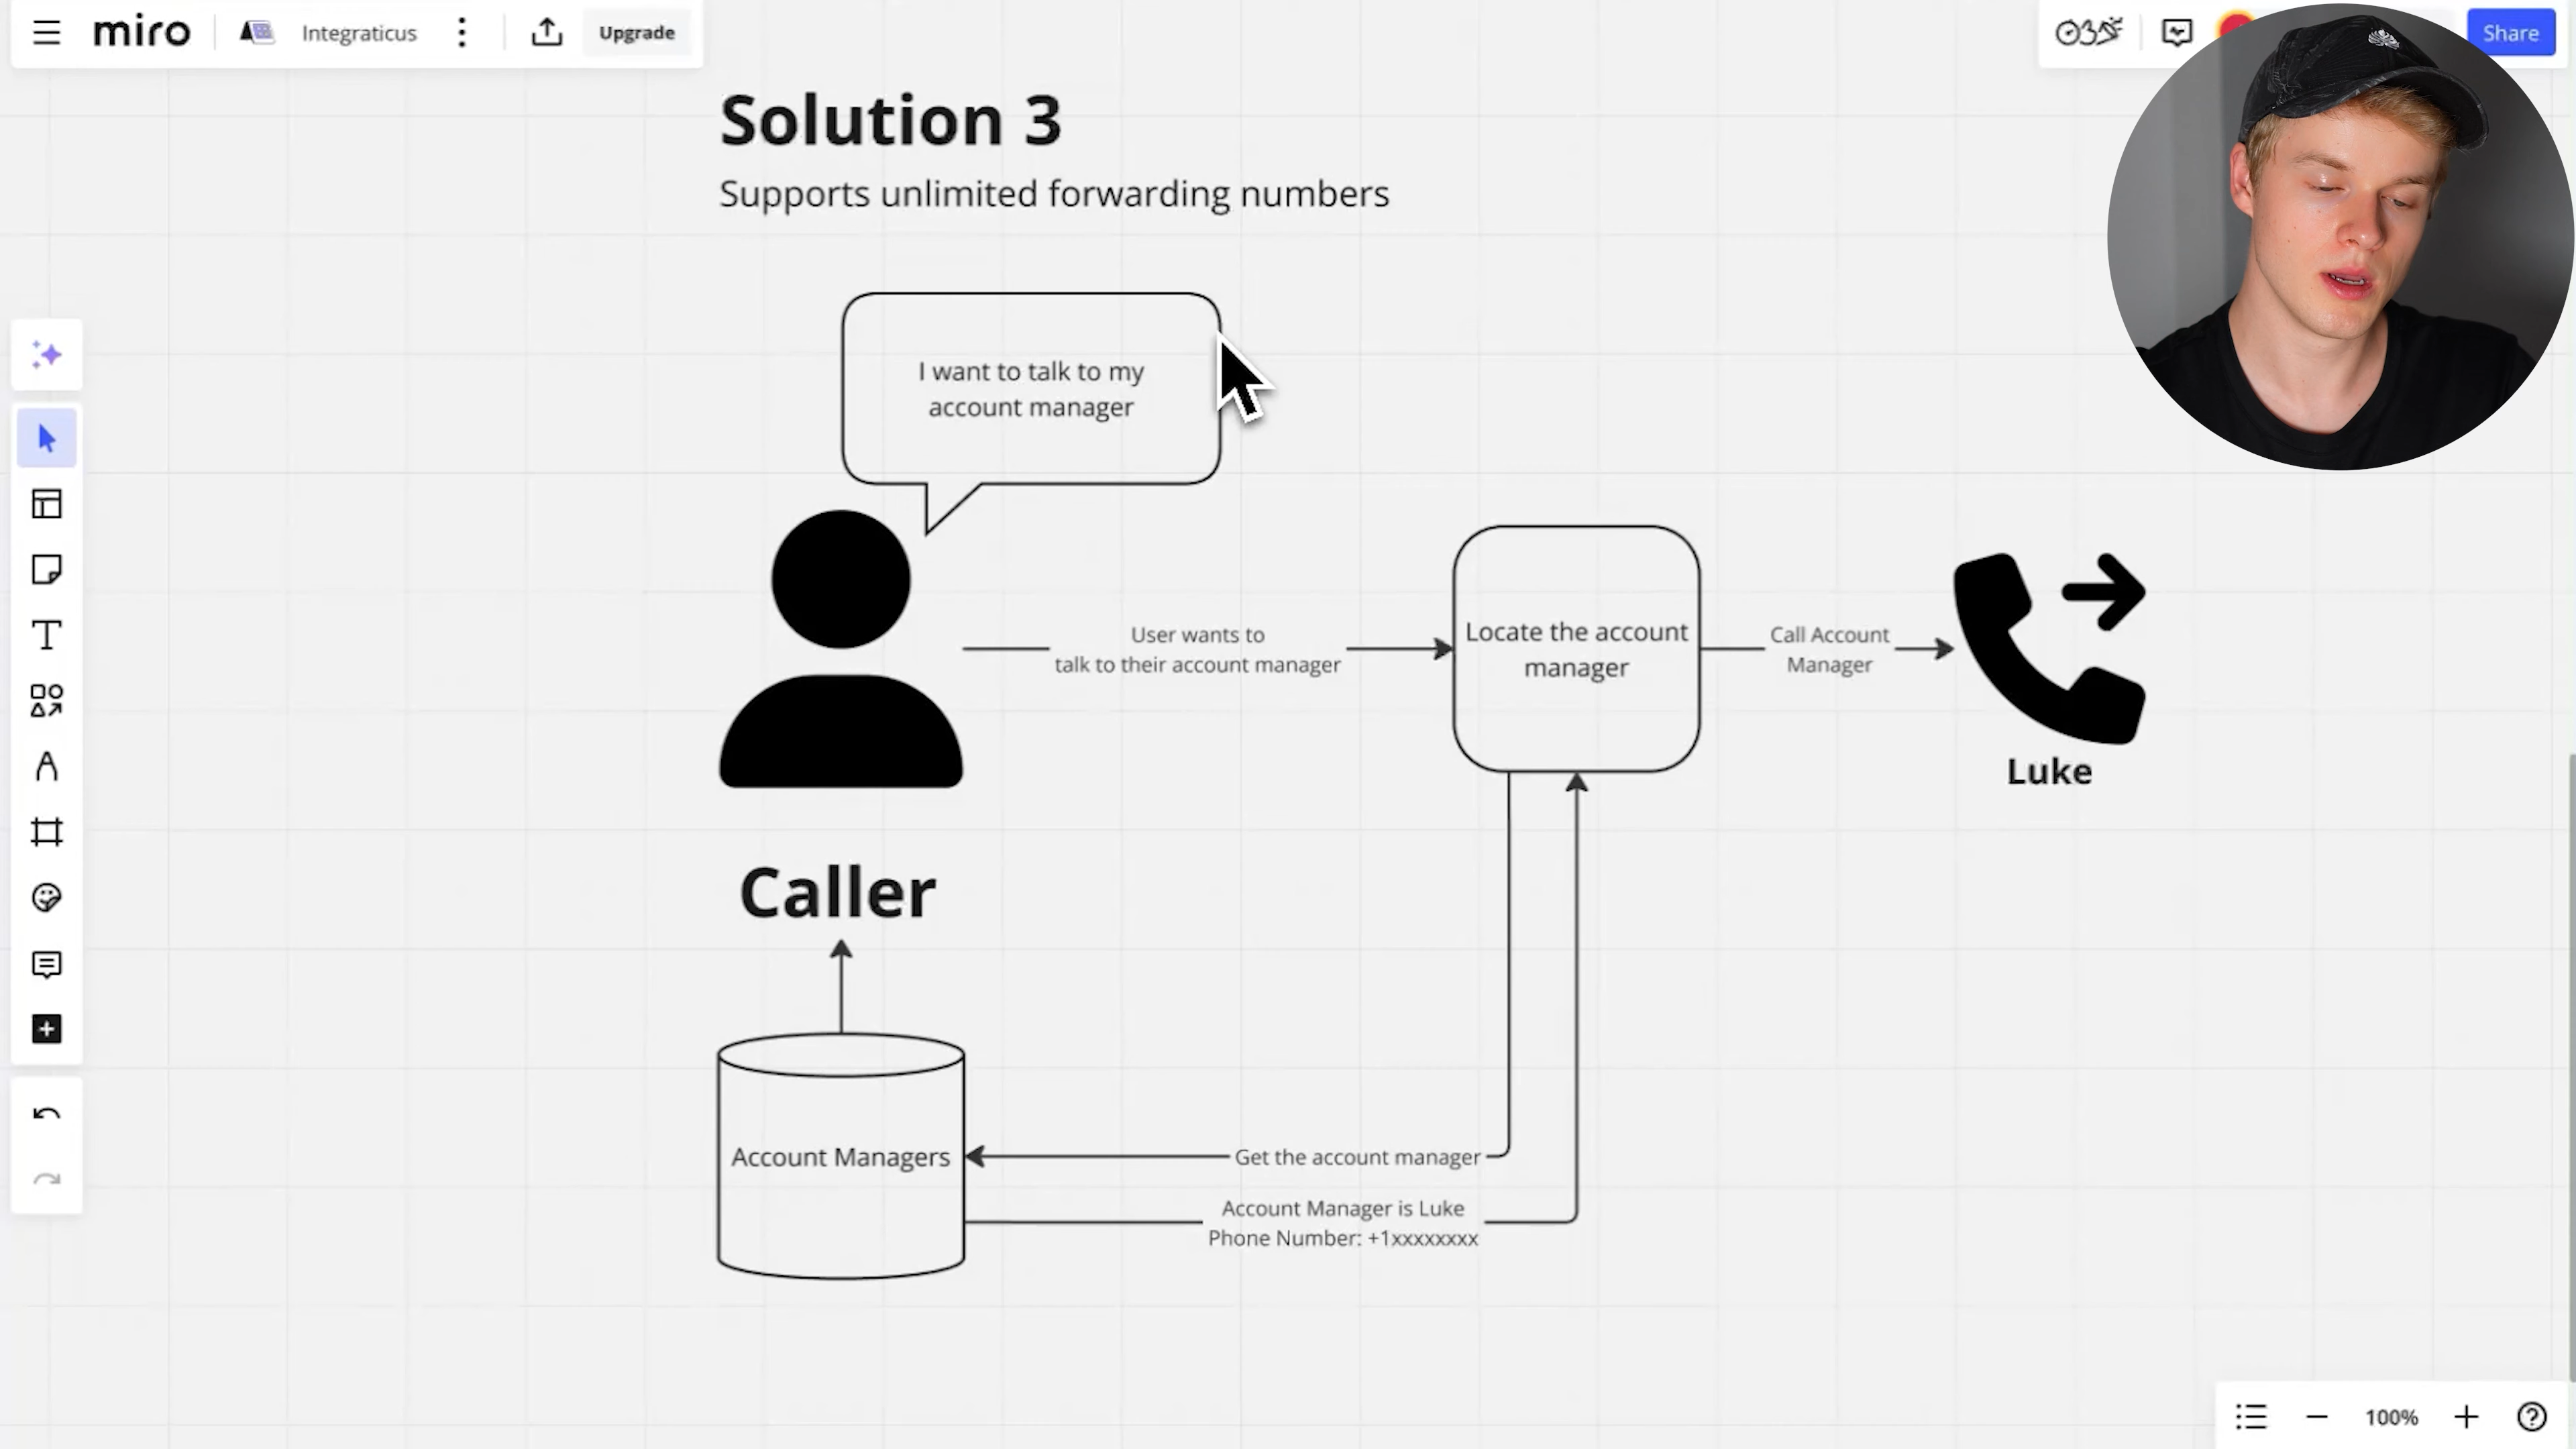 miro
Integraticus
Upgrade
Share
Solution 3
Supports unlimited forwarding numbers
I want to talk to my
account manager
User wants to
talk to their account manager
Locate the account
manager
Call Account
Manager
Luke
Caller
Account Managers
Get the account manager
Account Manager is Luke
Phone Number: +1xxxxxxxx
100%